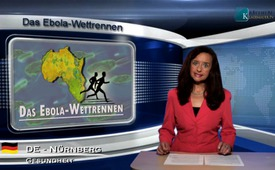 Das Ebola-Wettrennen
K
DAS EBOLA-WETTRENNEN
DE - NÜRNBERG
GESUNDHEIT